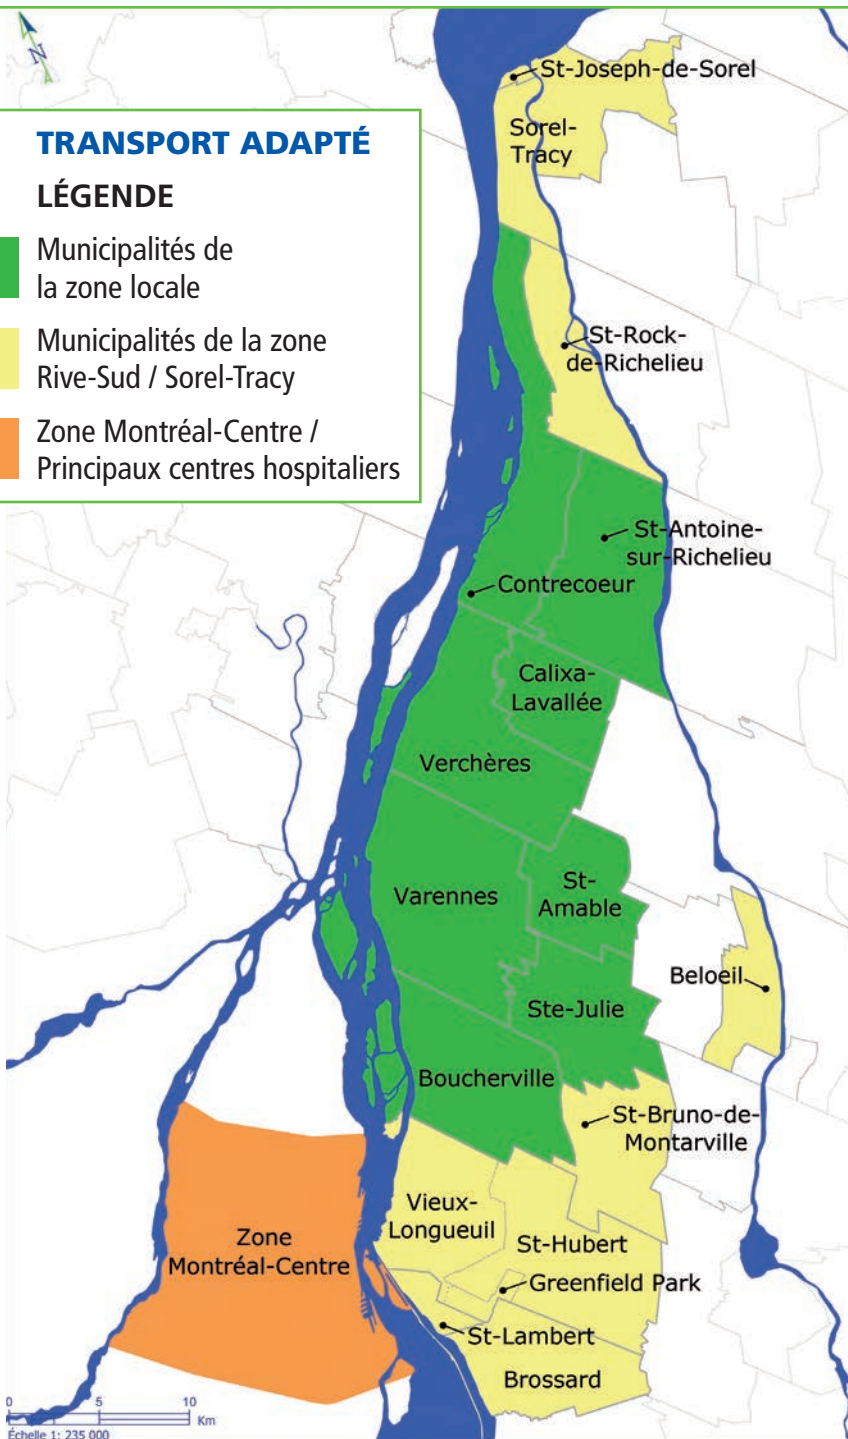 N
TRANSPORT ADAPTÉ
LÉGENDE
Municipalités de
la zone locale
Municipalités de la zone
Rive-Sud / Sorel-Tracy
Zone Montréal-Centre /
Principaux centres hospitaliers
St-Joseph-de-Sorel
Sorel-
Tracy
St-Rock-
de-Richelieu
St-Antoine-
sur-Richelieu
Contrecoeur
Calixa-
Lavallée
Verchères
Varennes
St-
Amable
Beloeil
Ste-Julie
Boucherville
St-Bruno-de-
Montarville
Vieux-
Longueuil
St-Hubert
Zone
Montréal-Centre
Greenfield Park
St-Lambert
Brossard
0 5 10
Km
Échelle 1: 235 000